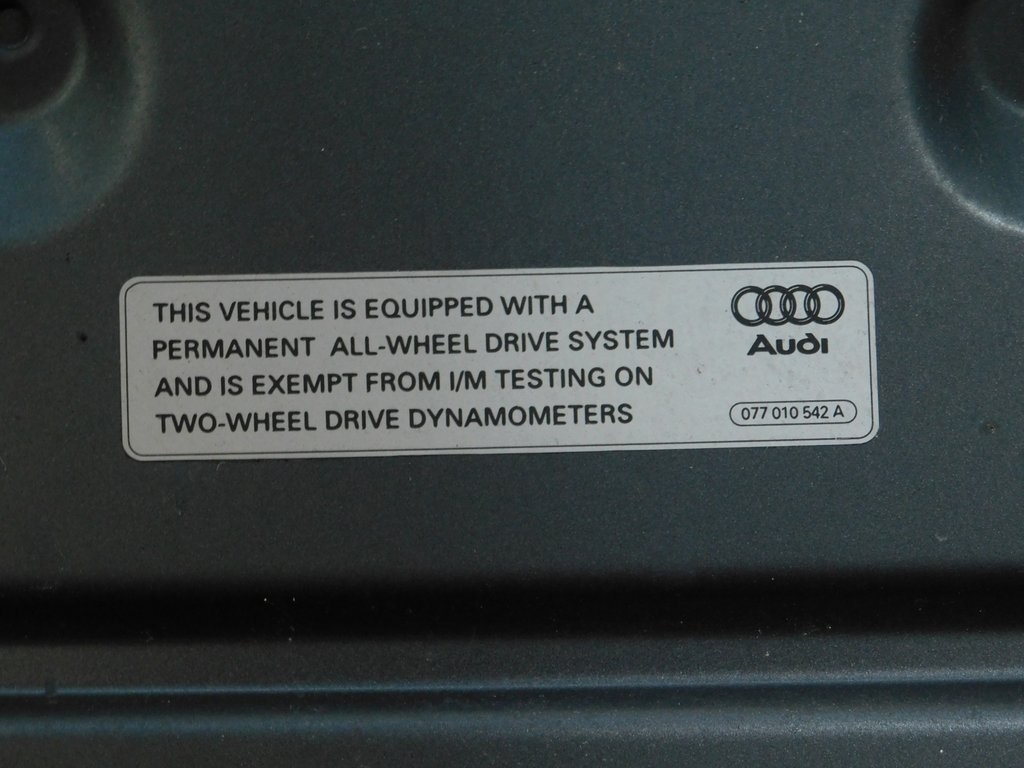 THIS VEHICLE IS EQUIPPED WITH A
PERMANENT ALL-WHEEL DRIVE SYSTEM
AND IS EXEMPT FROM I/M TESTING ON
TWO-WHEEL DRIVE DYNAMOMETERS
Audi
077 010 542 A